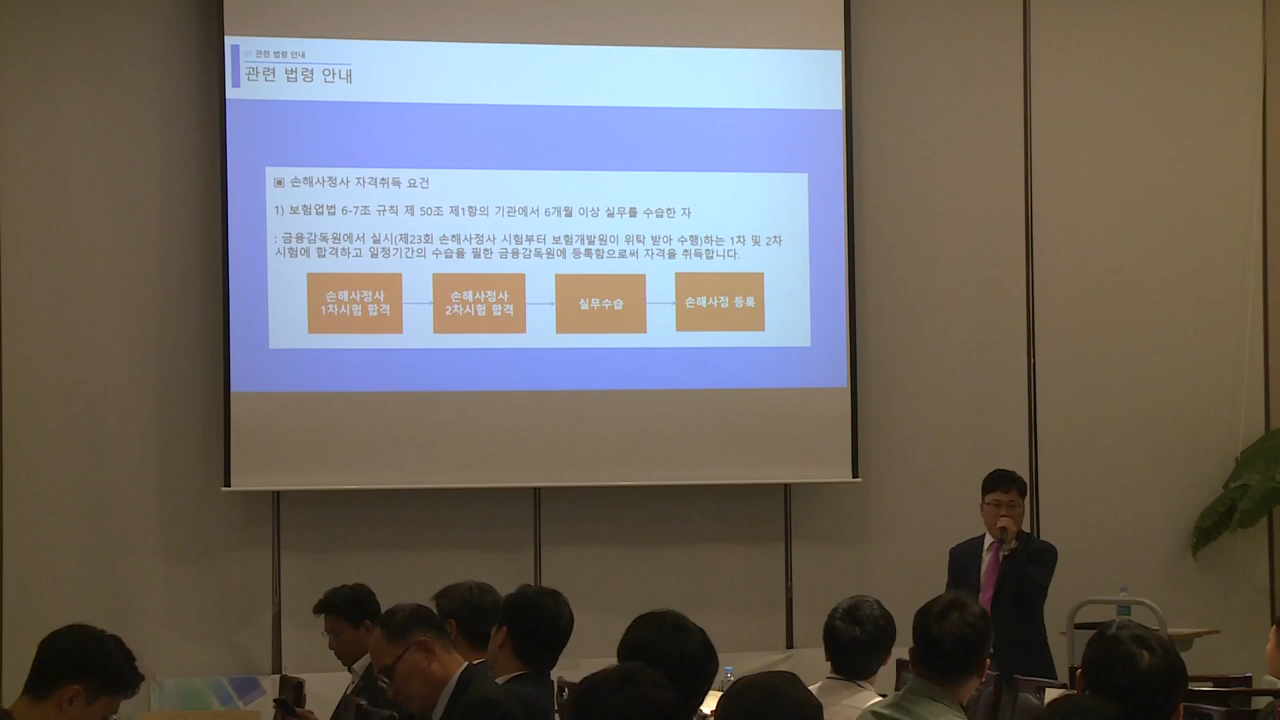 01 관련 법령 안내
관련 법령 안내
▣ 손해사정사 자격취득 요건
1) 보험업법 6-7조 규칙 제 50조 제1항의 기관에서 6개월 이상 실무를 수습한 자
: 금융감독원에서 실시(제23회 손해사정사 시험부터 보험개발원이 위탁 받아 수행)하는 1차 및 2차
시험에 합격하고 일정기간의 수습을 필한 금융감독원에 등록함으로써 자격을 취득합니다.
손해사정사
1차시험 합격
손해사정사
2차시험 합격
실무수습
손해사정 등록